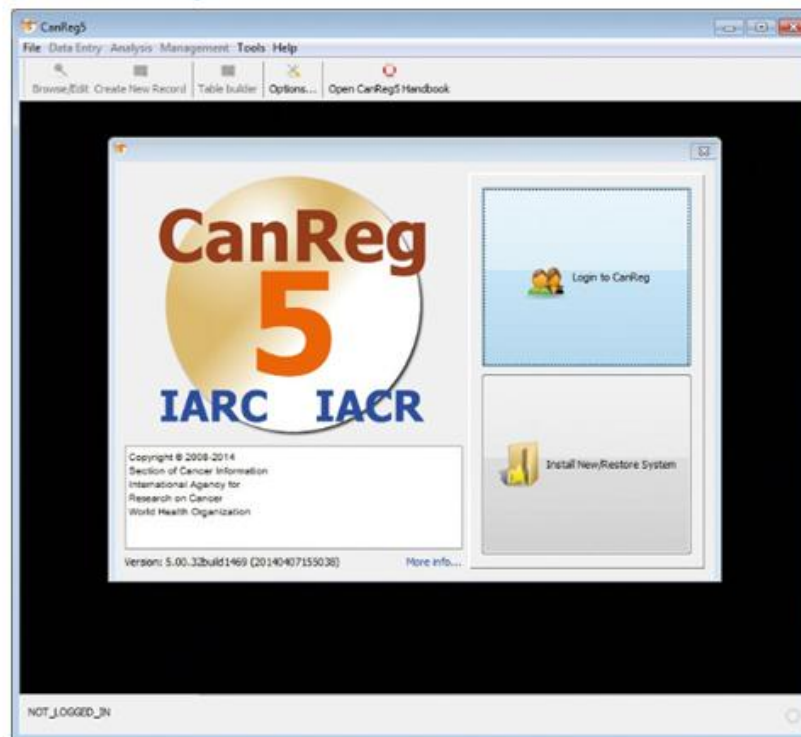 CanReg5
File Data Entry Analysis Management Tools Help
Browse/Edit Create New Record Table builder Options... Open CanReg5 Handbook
CanReg
5
IARC IACR
Login to CanReg
Install New/Restore System
Copyright © 2008-2014
Section of Cancer Information
International Agency for
Research on Cancer
World Health Organization
Version: 5.00.32build1469 (20140407155038) More info...
NOT_LOGGED_IN